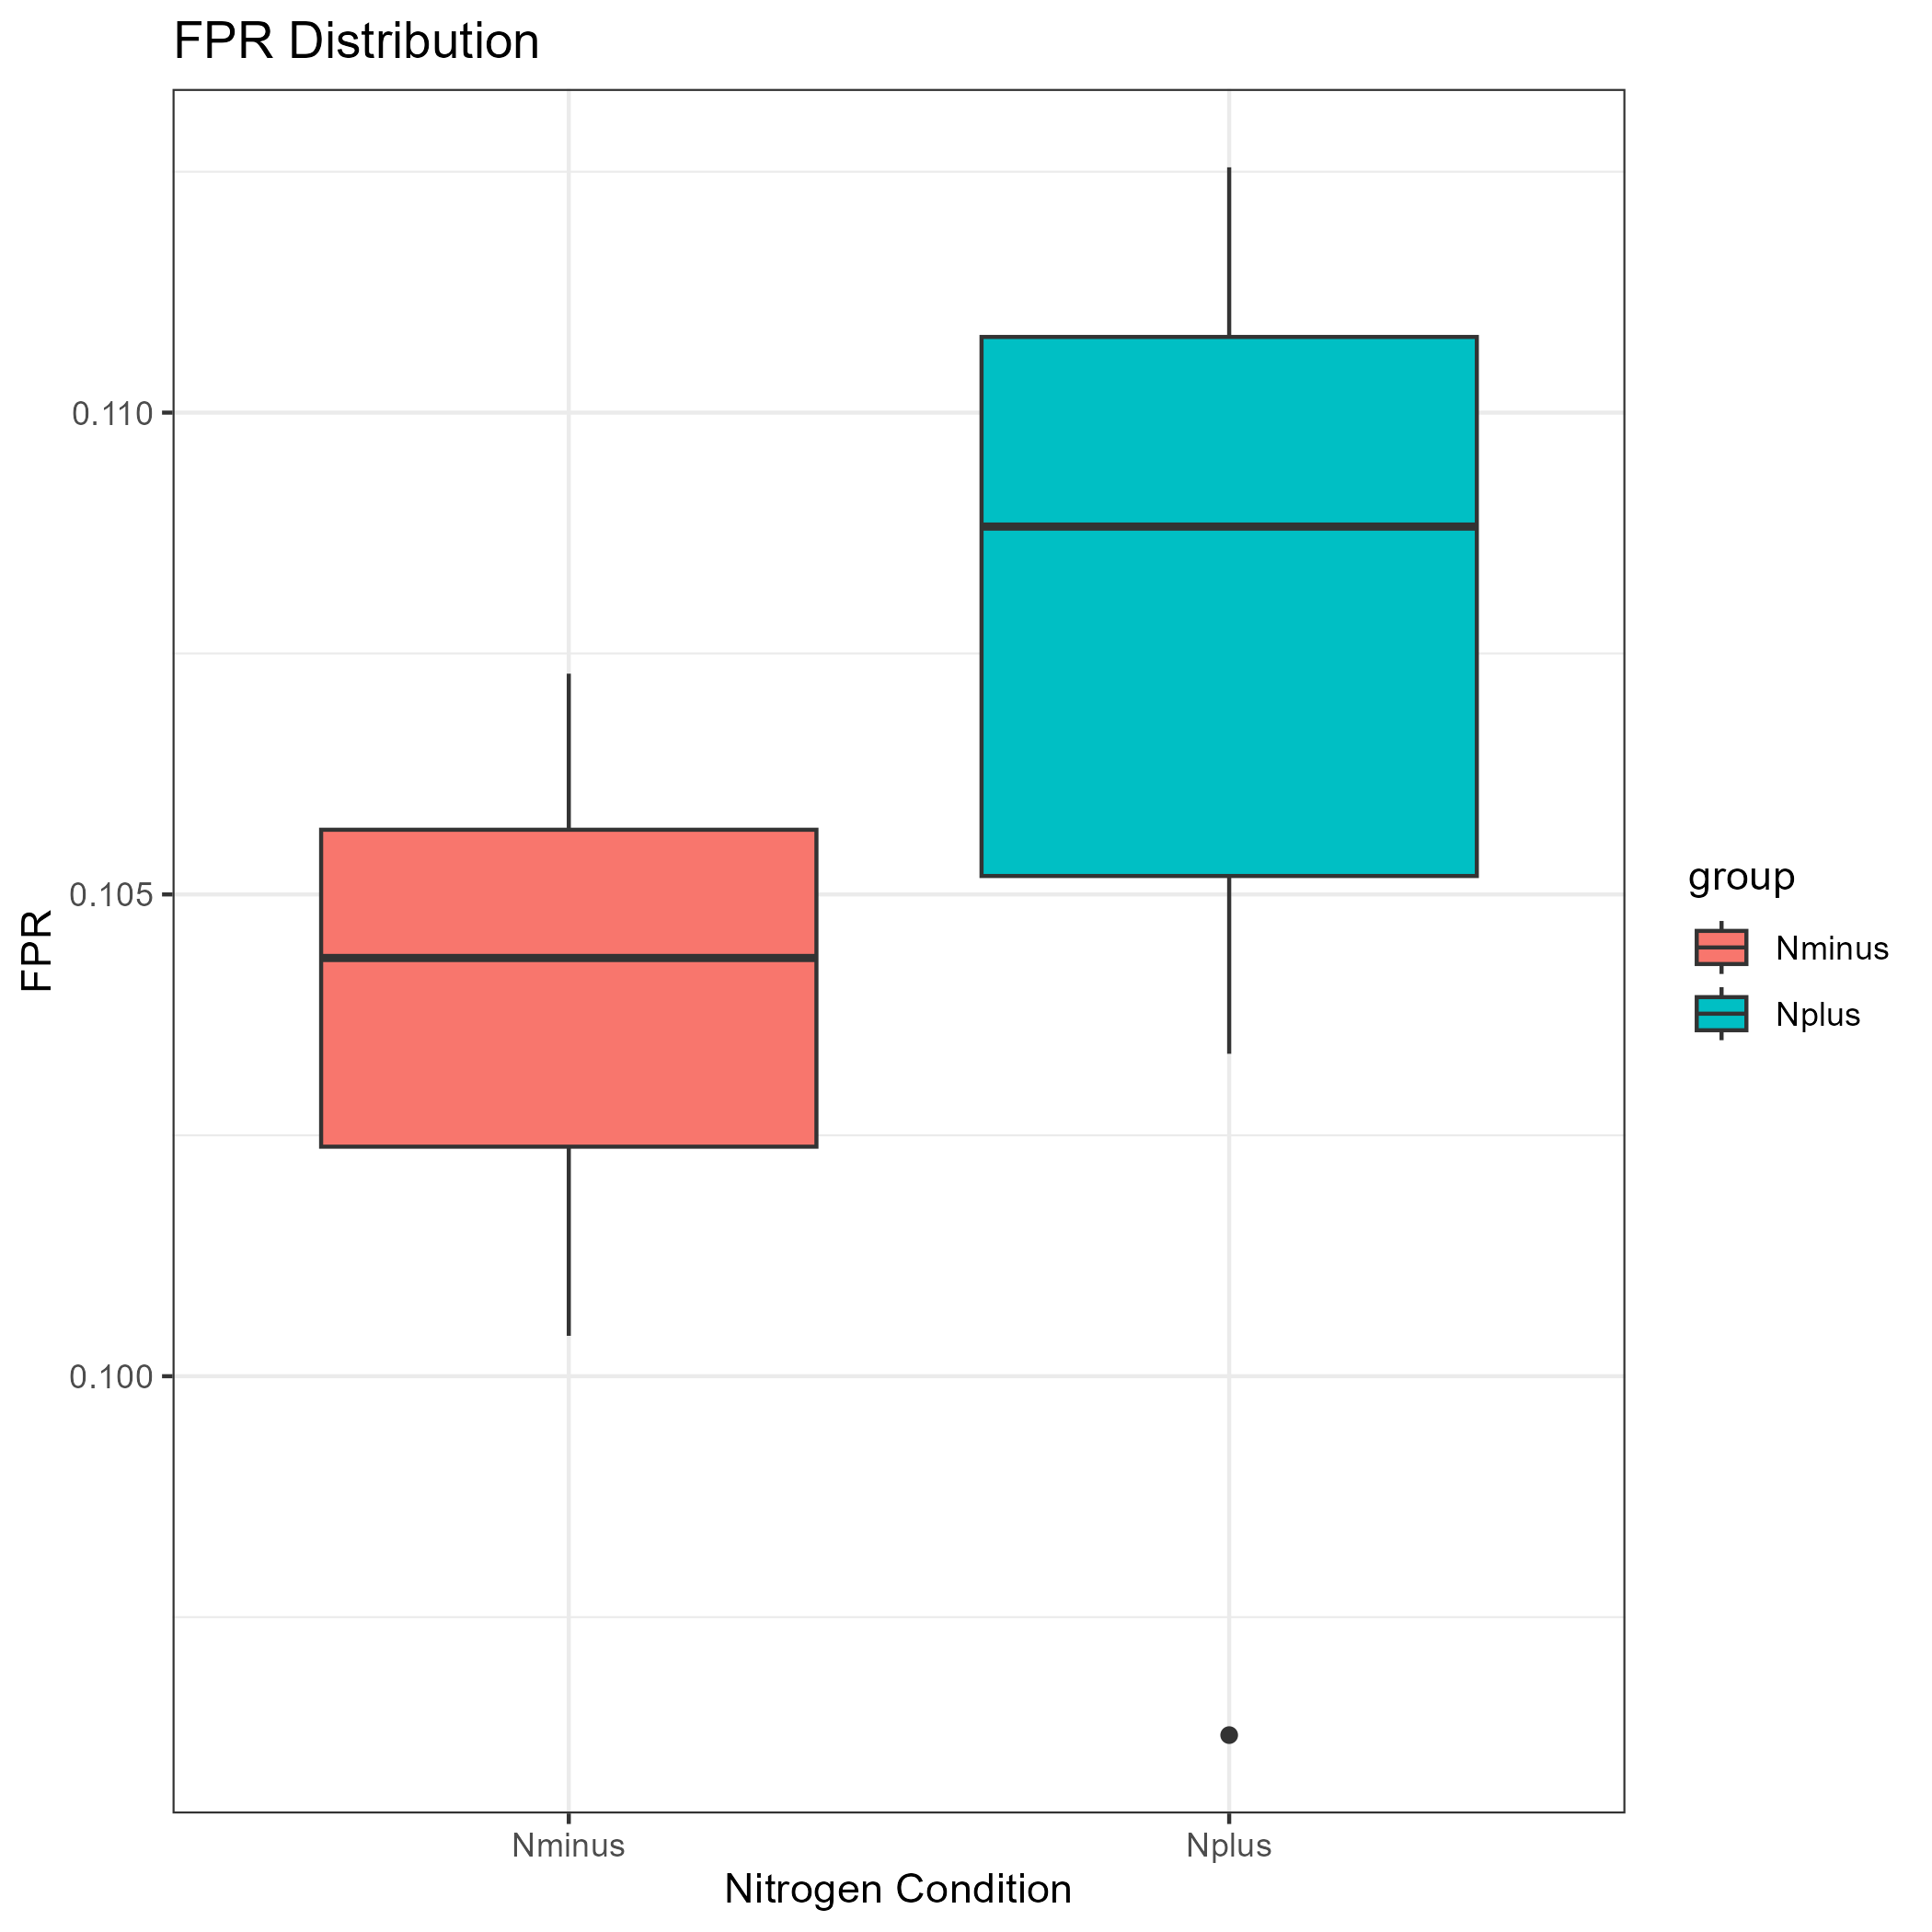 FPR Distribution
FPR
0.110
0.105
0.100
Nminus
Nplus
Nitrogen Condition
group
Nminus
Nplus